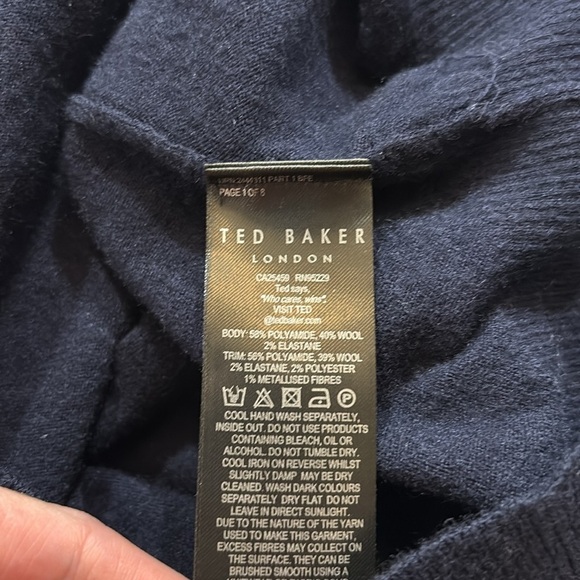 PART 1 BFE
PAGE 1 OF 8
TED BAKER
LONDON
CA25459 RN95229
Ted says,
"Who cares, wins".
VISIT TED
@tedbaker.com
BODY: 58% POLYAMIDE, 40% WOOL
2% ELASTANE
TRIM: 56% POLYAMIDE, 39% WOOL
2% ELASTANE, 2% POLYESTER
1% METALLISED FIBRES
P
COOL HAND WASH SEPARATELY,
INSIDE OUT. DO NOT USE PRODUCTS
CONTAINING BLEACH, OIL OR
ALCOHOL. DO NOT TUMBLE DRY.
COOL IRON ON REVERSE WHILST
SLIGHTLY DAMP MAY BE DRY
CLEANED. WASH DARK COLOURS
SEPARATELY DRY FLAT DO NOT
LEAVE IN DIRECT SUNLIGHT.
DUE TO THE NATURE OF THE YARN
USED TO MAKE THIS GARMENT,
EXCESS FIBRES MAY COLLECT ON
THE SURFACE. THEY CAN BE
BRUSHED SMOOTH USING A